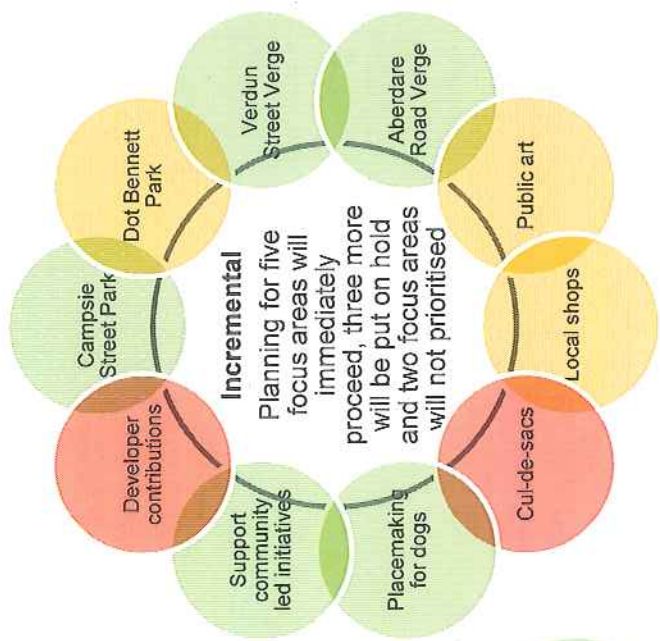 Campsie
Street Park
Dot Bennett
Park
Verdun
Street Verge
Aberdare
Road Verge
Public art
Local shops
Cul-de-sacs
Placemaking
for dogs
Support
community
led initiatives
Developer
contributions
Incremental
Planning for five
focus areas will
immediately
proceed, three more
will be put on hold
and two focus areas
will not prioritised